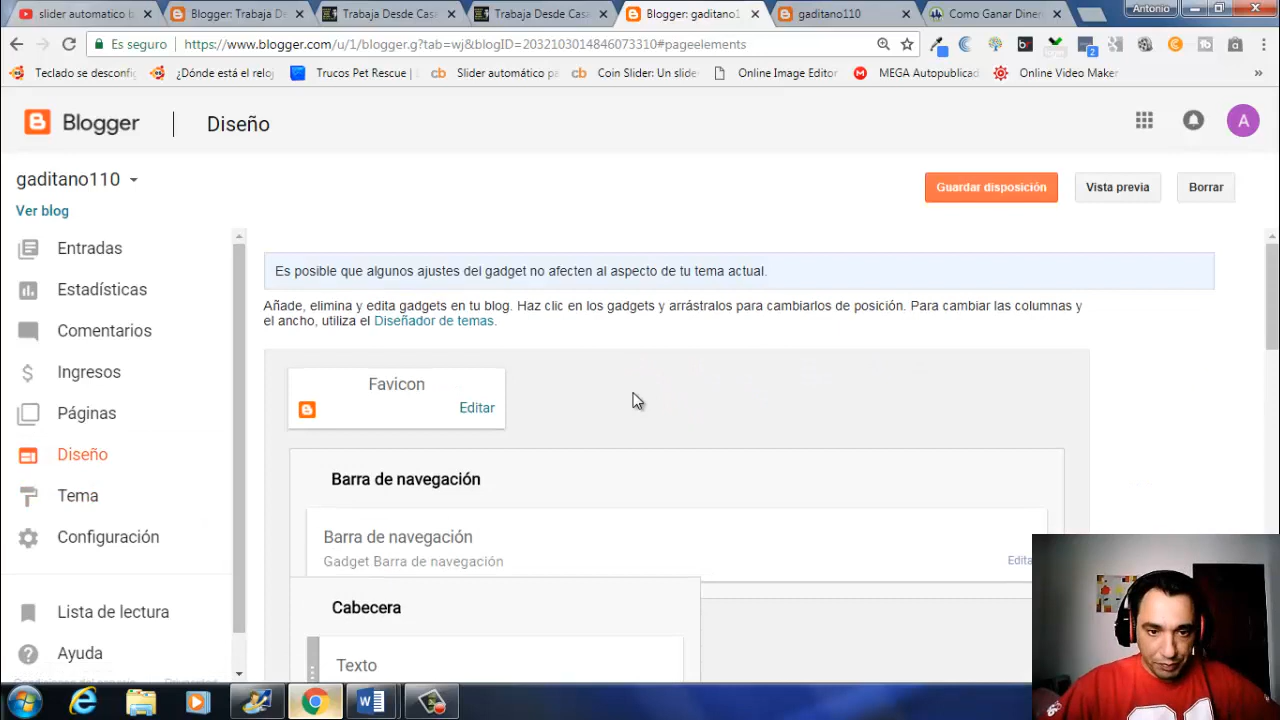 slider automatico b
Blogger: Trabaja De
Trabaja Desde Casa
Trabaja Desde Casa
Blogger: gaditano1
gaditano110
Como Ganar Diner
Antonio
Es seguro
https://www.blogger.com/u/1/blogger.g?tab=wj&blogID=2032103014846073310#pageelements
Teclado se desconfig
¿Dónde está el reloj
Trucos Pet Rescue |
Slider automático pa
Coin Slider: Un slide
Online Image Editor
MEGA Autopublicad
Online Video Maker
»
Blogger
Diseño
gaditano110
Guardar disposición
Vista previa
Borrar
Ver blog
Entradas
Estadísticas
Comentarios
Ingresos
Páginas
Diseño
Tema
Configuración
Lista de lectura
Ayuda
Es posible que algunos ajustes del gadget no afecten al aspecto de tu tema actual.
Añade, elimina y edita gadgets en tu blog. Haz clic en los gadgets y arrástralos para cambiarlos de posición. Para cambiar las columnas y
el ancho, utiliza el Diseñador de temas.
Favicon
Editar
Barra de navegación
Barra de navegación
Gadget Barra de navegación
Edita
Cabecera
Texto
A
2